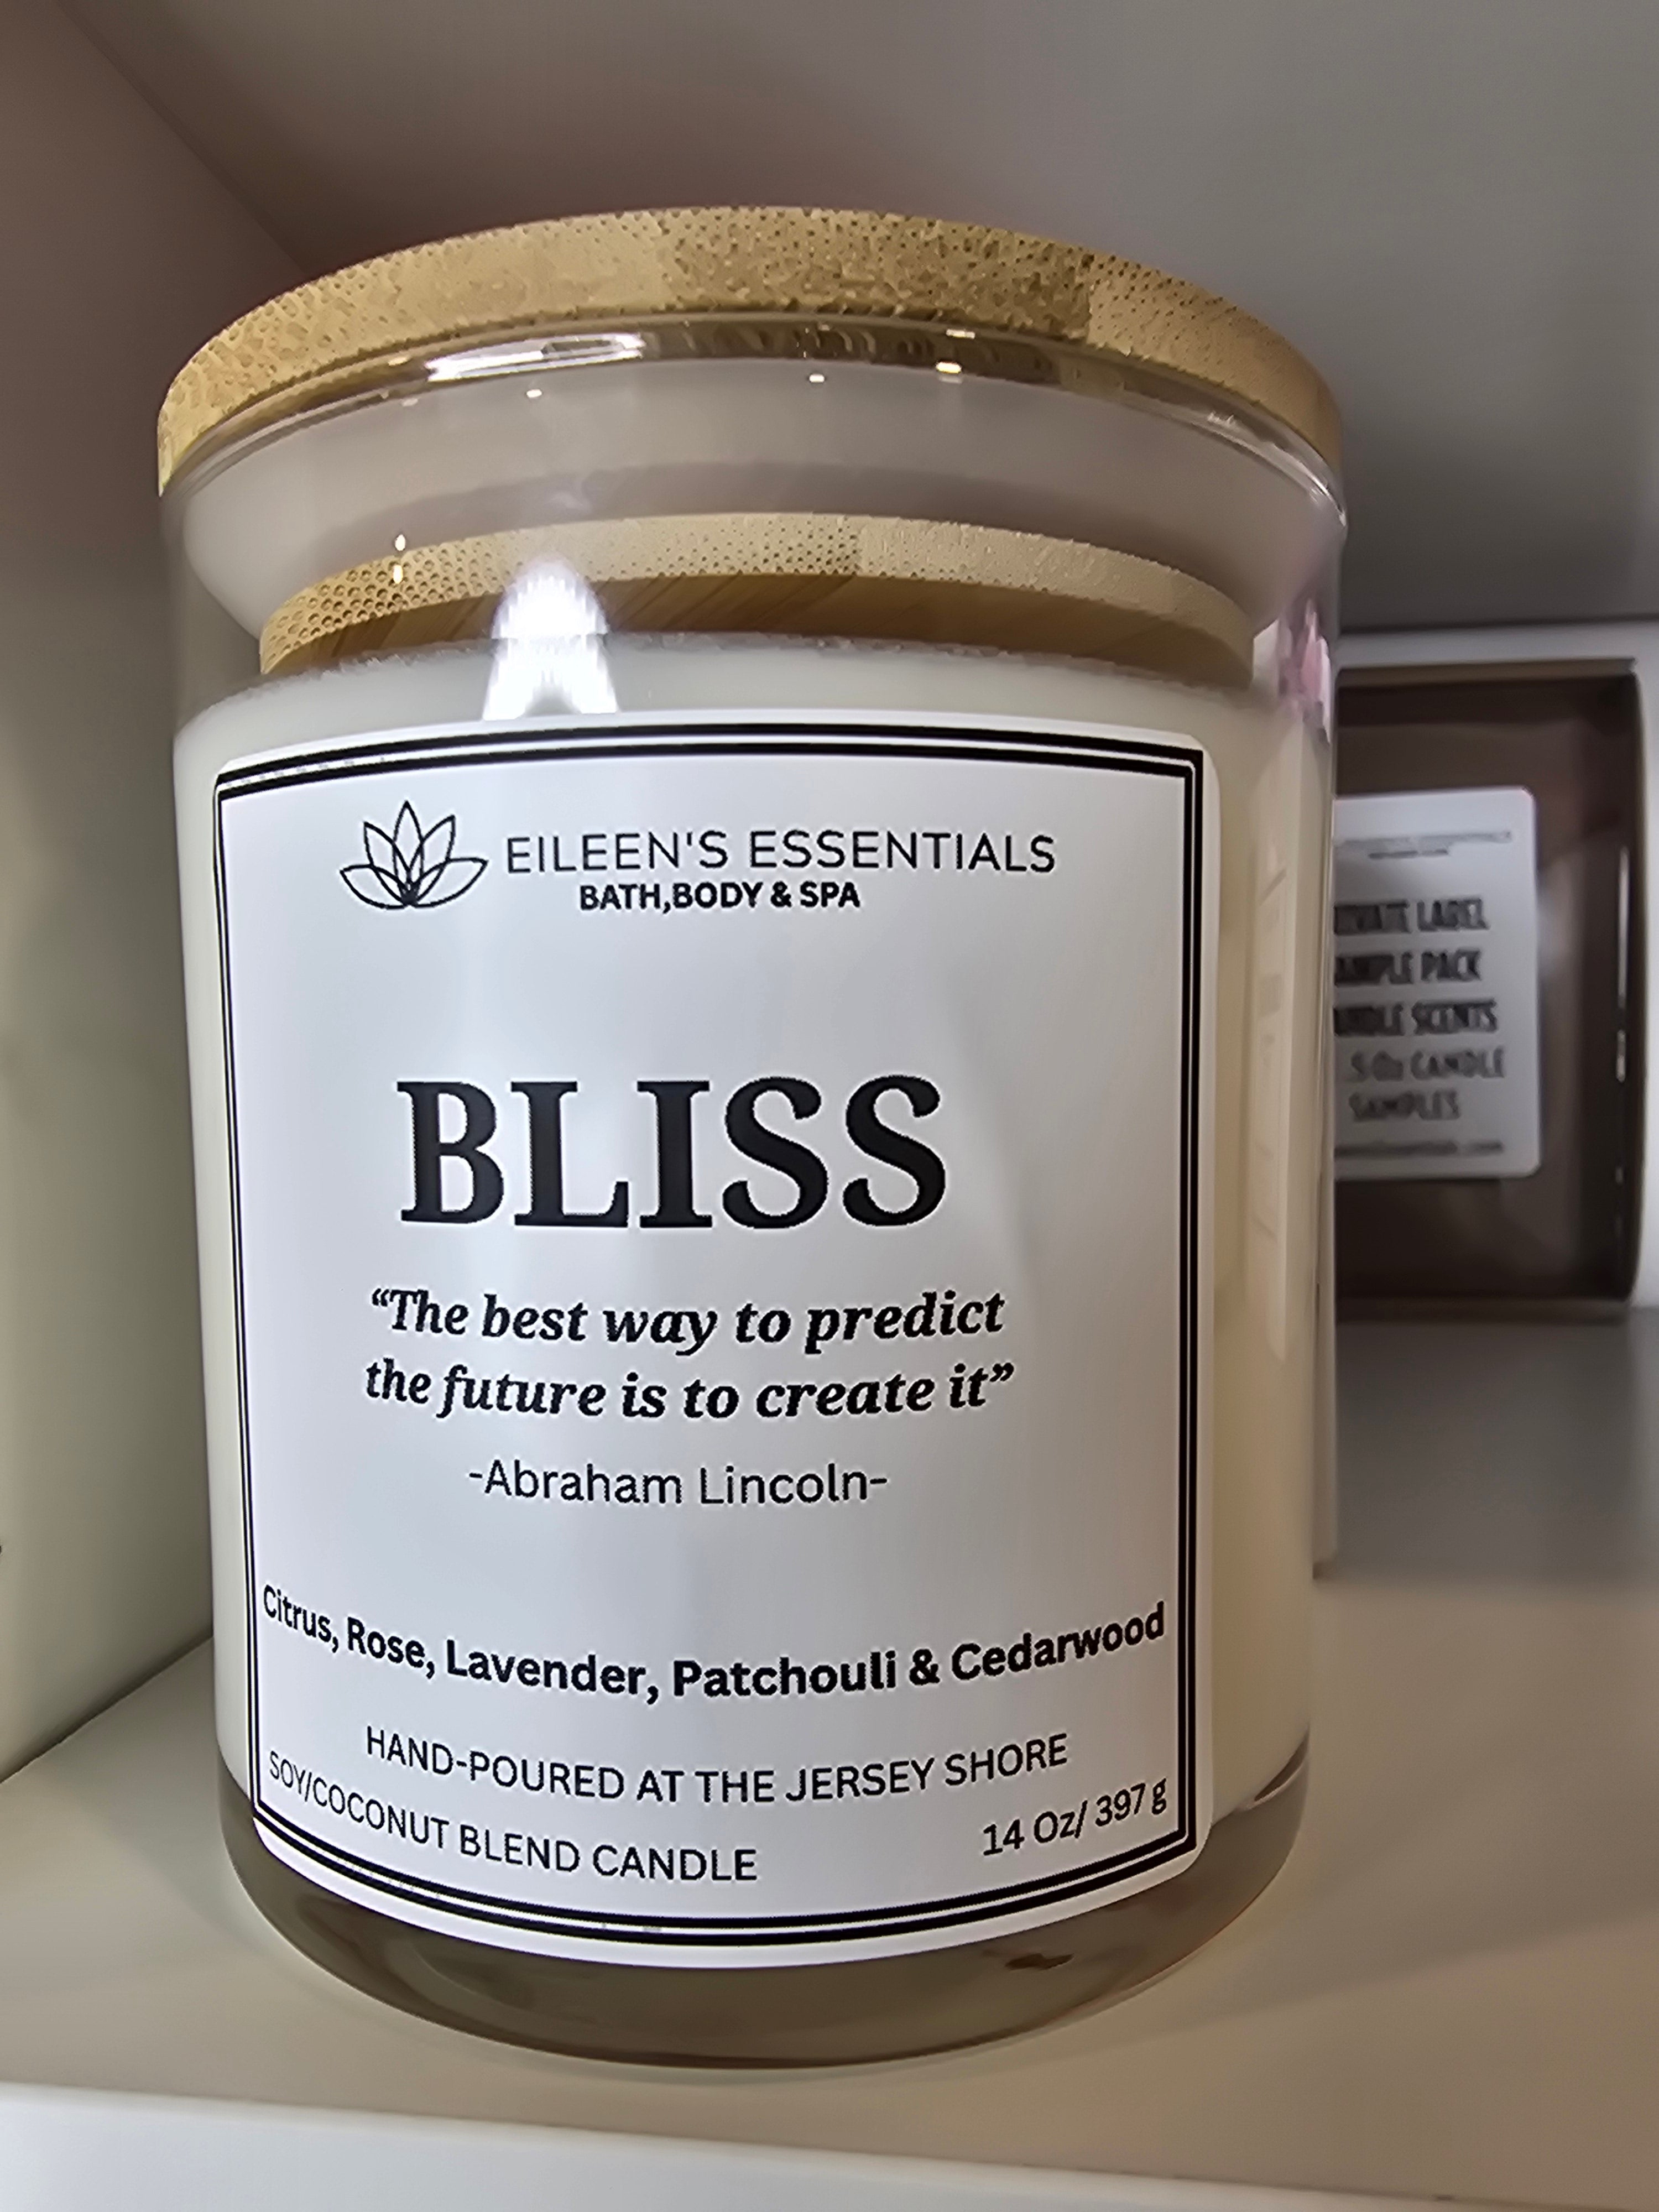 EILEEN'S ESSENTIALS
BATH,BODY & SPA
BLISS
“The best way to predict
the future is to create it”
-Abraham Lincoln-
Citrus, Rose, Lavender, Patchouli & Cedarwood
HAND-POURED AT THE JERSEY SHORE
SOY/COCONUT BLEND CANDLE
14 Oz/ 397 g
LABEL
PACK
SCENTS
CANDLE
SAMPLES